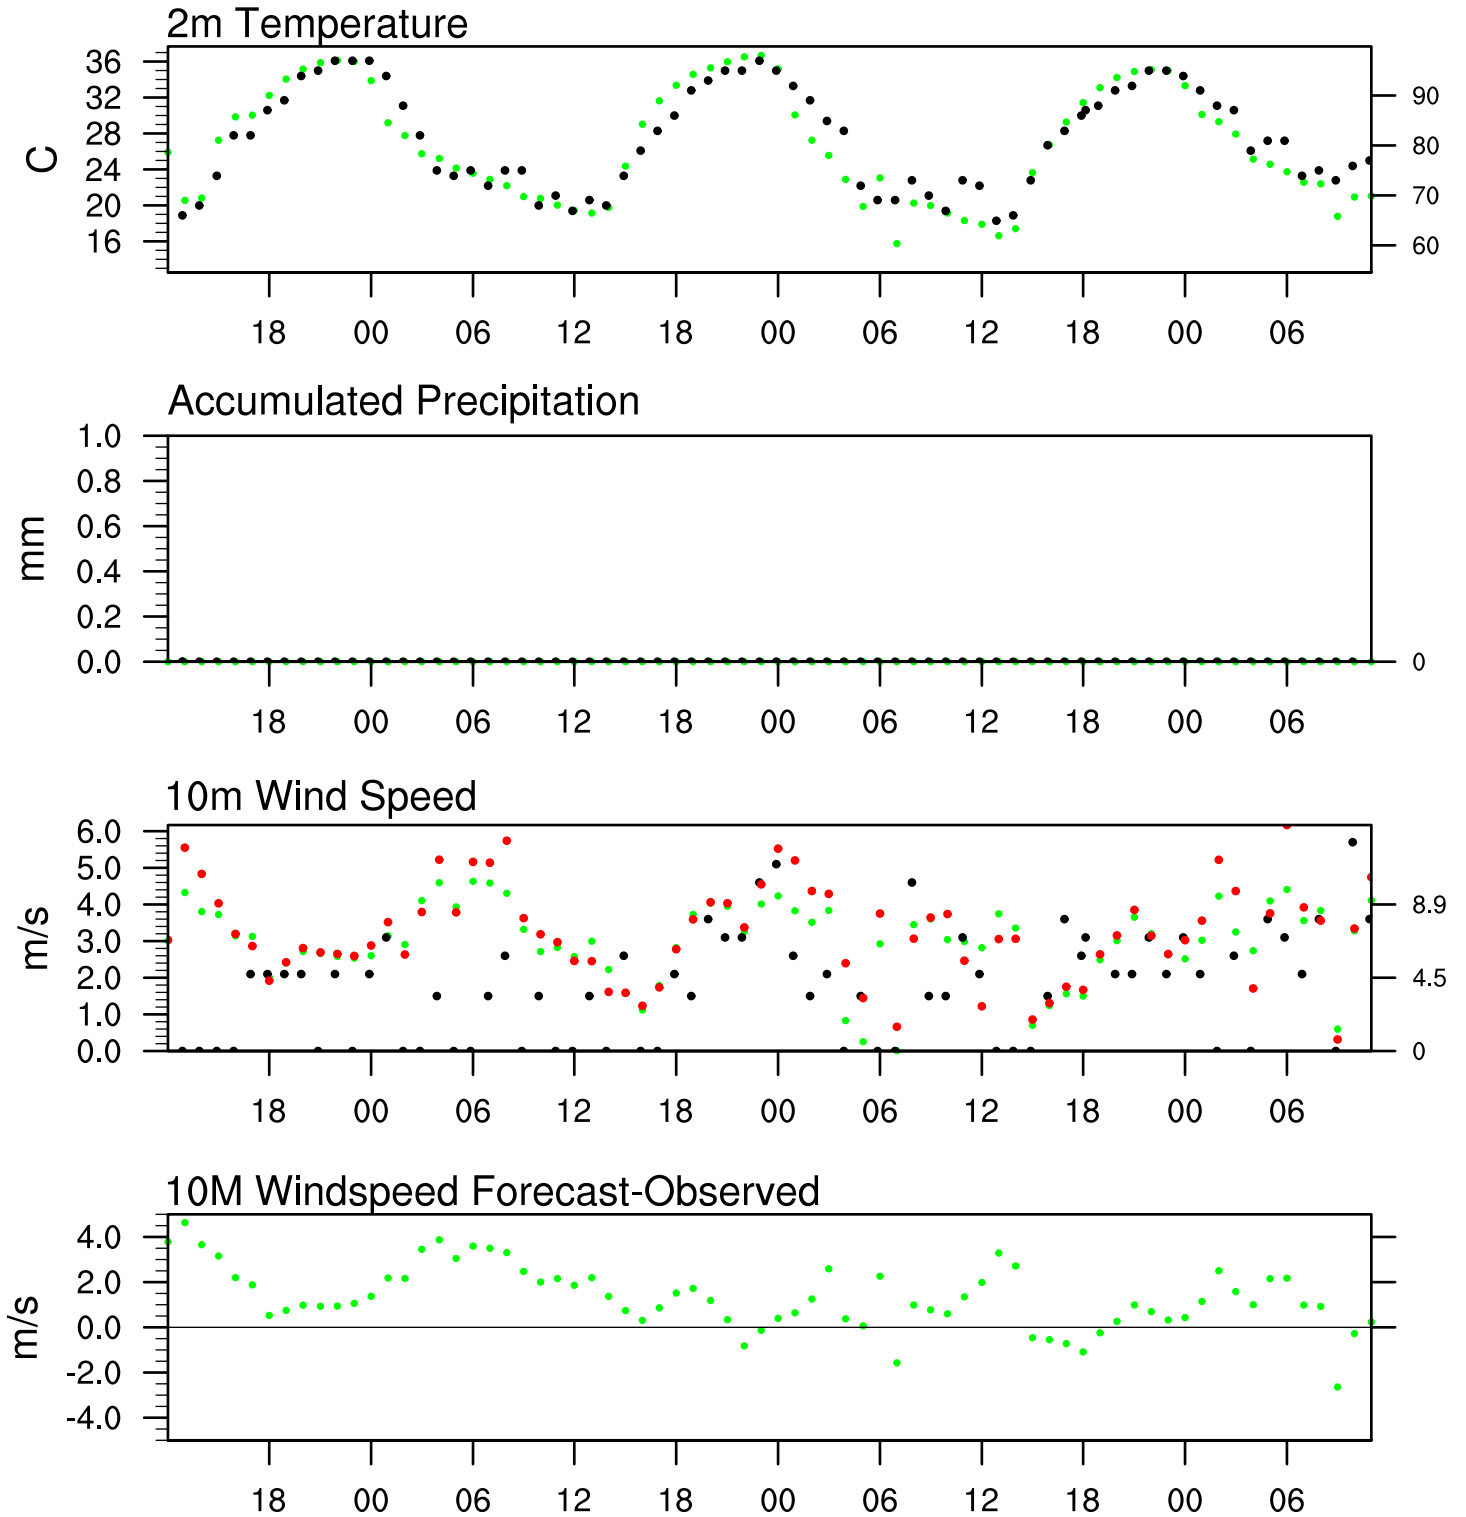 2m Temperature
36
32
28
24
20
16
C
90
80
70
60
18 00 06 12 18 00 06 12 18 00 06
Accumulated Precipitation
1.0
0.8
0.6
0.4
0.2
0.0
mm
0
18 00 06 12 18 00 06 12 18 00 06
10m Wind Speed
6.0
5.0
4.0
3.0
2.0
1.0
0.0
m/s
8.9
4.5
0
18 00 06 12 18 00 06 12 18 00 06
10M Windspeed Forecast-Observed
4.0
2.0
0.0
-2.0
-4.0
m/s
18 00 06 12 18 00 06 12 18 00 06